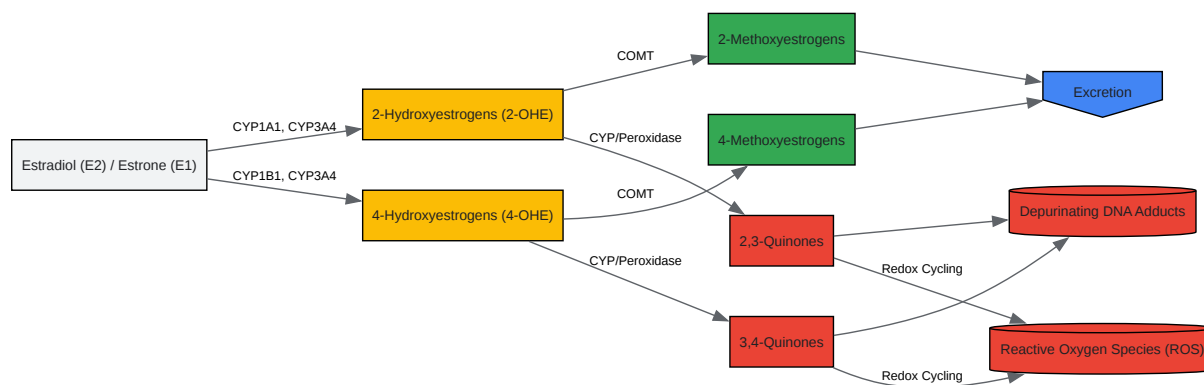 2-Methoxyestrogens
COMT
Excretion
2-Hydroxyestrogens (2-OHE)
CYP1A1, CYP3A4
CYP/Peroxidase
4-Methoxyestrogens
Estradiol (E2) / Estrone (E1)
CYP1B1, CYP3A4
COMT
4-Hydroxyestrogens (4-OHE)
Depurinating DNA Adducts
2,3-Quinones
CYP/Peroxidase
Redox Cycling
3,4-Quinones
Reactive Oxygen Species (ROS)
Redox Cycling